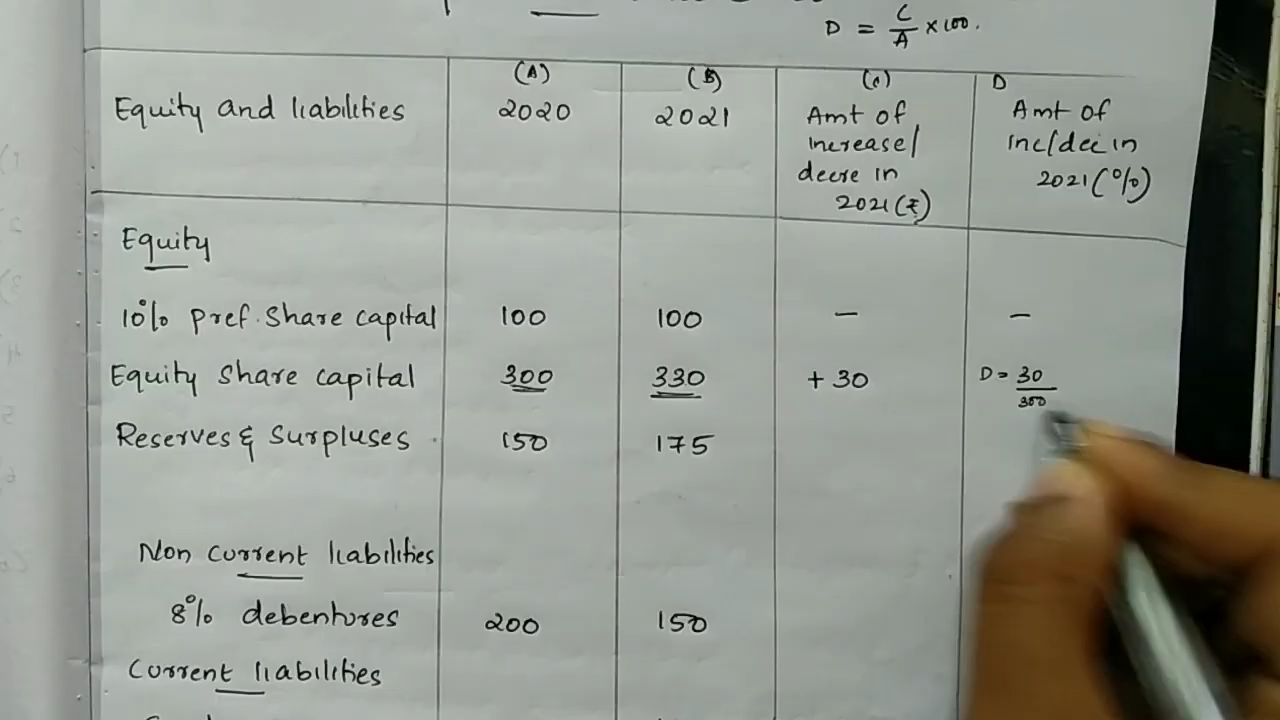 D = C/A ×100.
(A) (B) (C) D
Equity and liabilities 2020 2021 Amt of Amt of
increase/ Inc/dec in
decre in 2021(%)
2021(₹)
Equity
10% pref. Share capital 100 100 – –
Equity Share capital 300 330 +30 D = 30/300
Reserves & Surpluses 150 175
Non current liabilities
8% debentures 200 150
Current liabilities